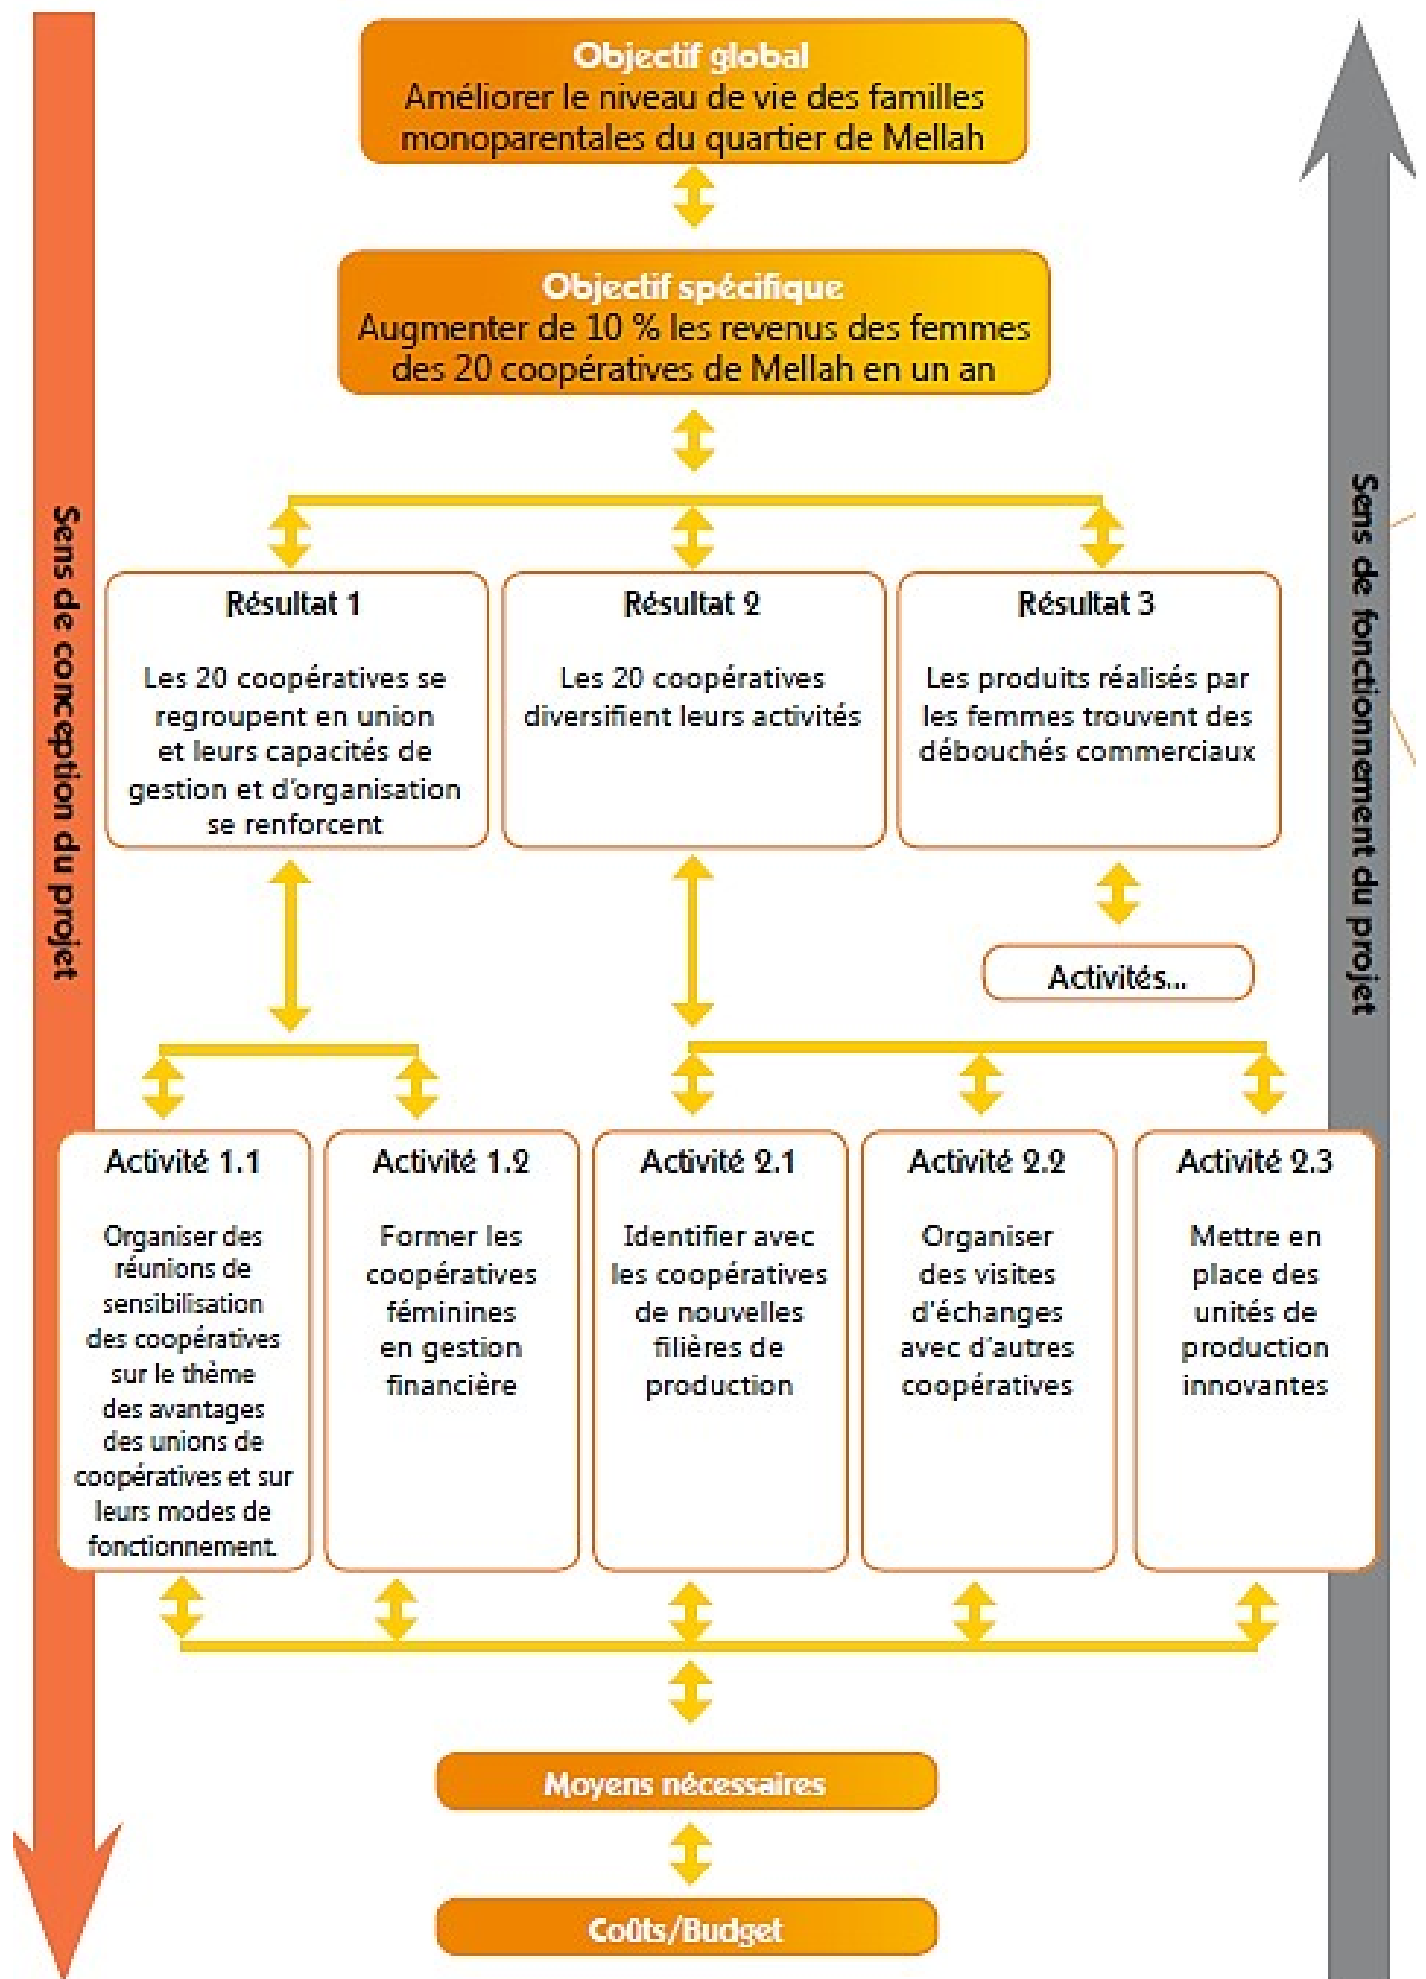 Objectif global
Améliorer le niveau de vie des familles
monoparentales du quartier de Mellah
Objectif spécifique
Augmenter de 10 % les revenus des femmes
des 20 coopératives de Mellah en un an
Sens de conception du projet
Sens de fonctionnement du projet
Résultat 1
Les 20 coopératives se
regroupent en union
et leurs capacités de
gestion et d'organisation
se renforcent
Résultat 2
Les 20 coopératives
diversifient leurs activités
Résultat 3
Les produits réalisés par
les femmes trouvent des
débouchés commerciaux
Activités...
Activité 1.1
Organiser des
réunions de
sensibilisation
des coopératives
sur le thème
des avantages
des unions de
coopératives et sur
leurs modes de
fonctionnement.
Activité 1.2
Former les
coopératives
féminines
en gestion
financière
Activité 2.1
Identifier avec
les coopératives
de nouvelles
filières de
production
Activité 2.2
Organiser
des visites
d'échanges
avec d'autres
coopératives
Activité 2.3
Mettre en
place des
unités de
production
innovantes
Moyens nécessaires
Coûts/Budget